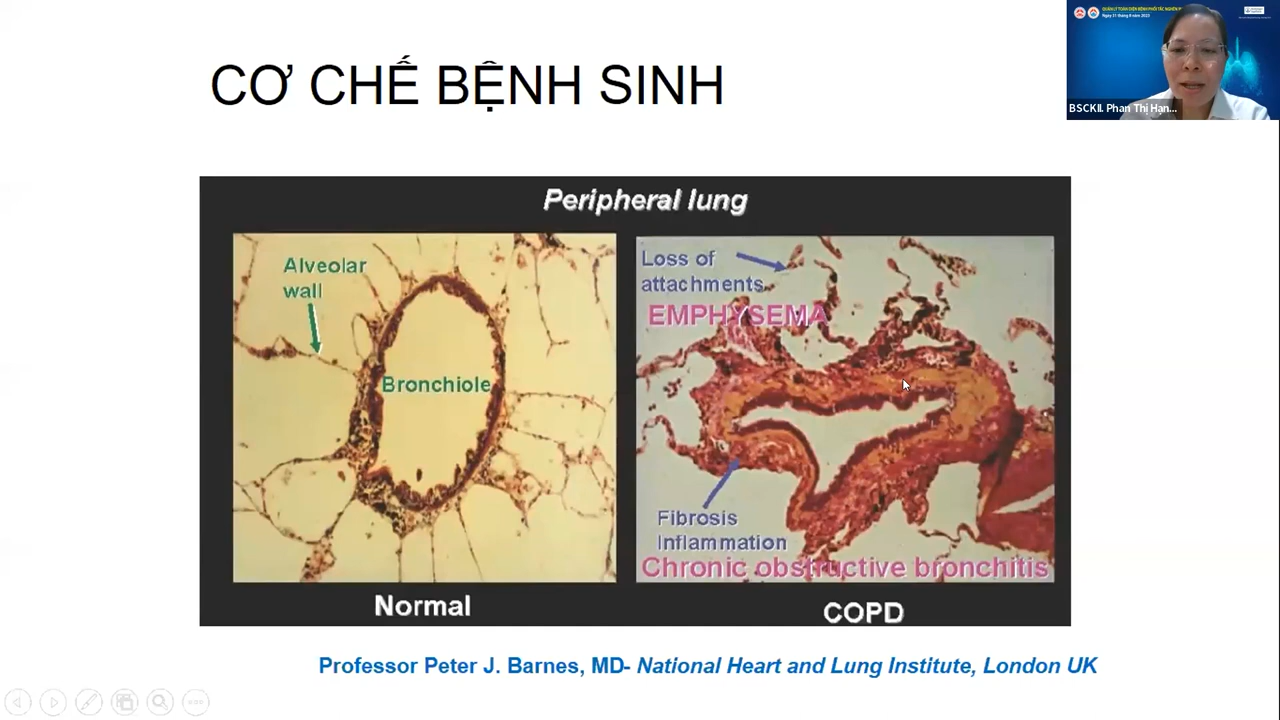 CƠ CHẾ BỆNH SINH
BSCKII. Phan Thị Hạn...
Peripheral lung
Alveolar
wall
Bronchiole
Normal
Loss of
attachments
EMPHYSEMA
Fibrosis
Inflammation
Chronic obstructive bronchitis
COPD
Professor Peter J. Barnes, MD- National Heart and Lung Institute, London UK